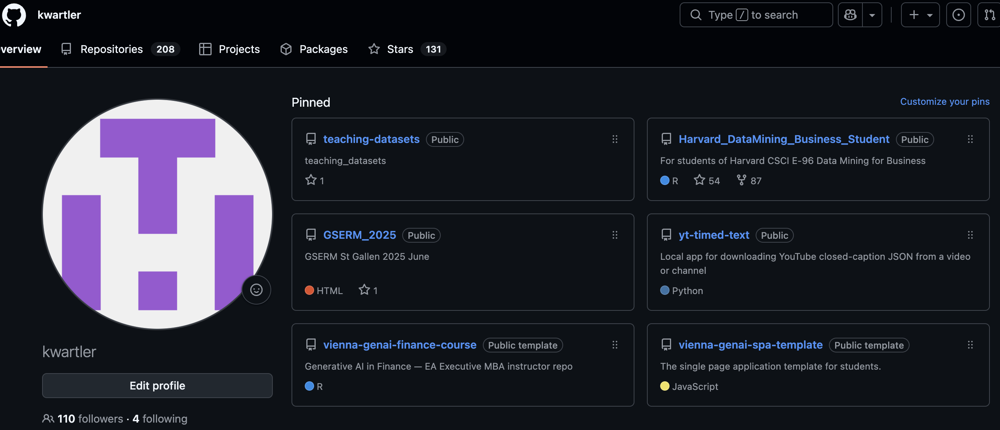 kwartler
Type / to search
verview
Repositories 208
Projects
Packages
Stars 131
Pinned
Customize your pins
teaching-datasets Public
teaching_datasets
1
Harvard_DataMining_Business_Student Public
For students of Harvard CSCI E-96 Data Mining for Business
R 54 87
GSERM_2025 Public
GSERM St Gallen 2025 June
HTML 1
yt-timed-text Public
Local app for downloading YouTube closed-caption JSON from a video
or channel
Python
vienna-genai-finance-course Public template
Generative AI in Finance — EA Executive MBA instructor repo
R
vienna-genai-spa-template Public template
The single page application template for students.
JavaScript
kwartler
Edit profile
110 followers · 4 following